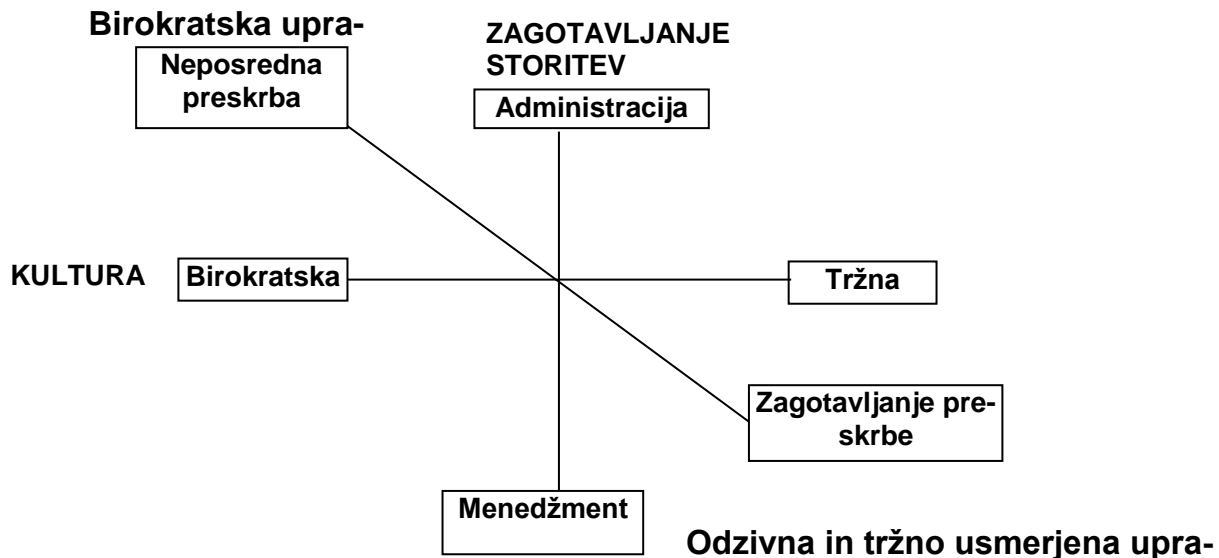 Birokratska upra-
ZAGOTAVLJANJE
STORITEV
Neposredna
preskrba
Administracija
KULTURA
Birokratska
Tržna
Zagotavljanje pre-
skrbe
Menedžment
Odzivna in tržno usmerjena upra-